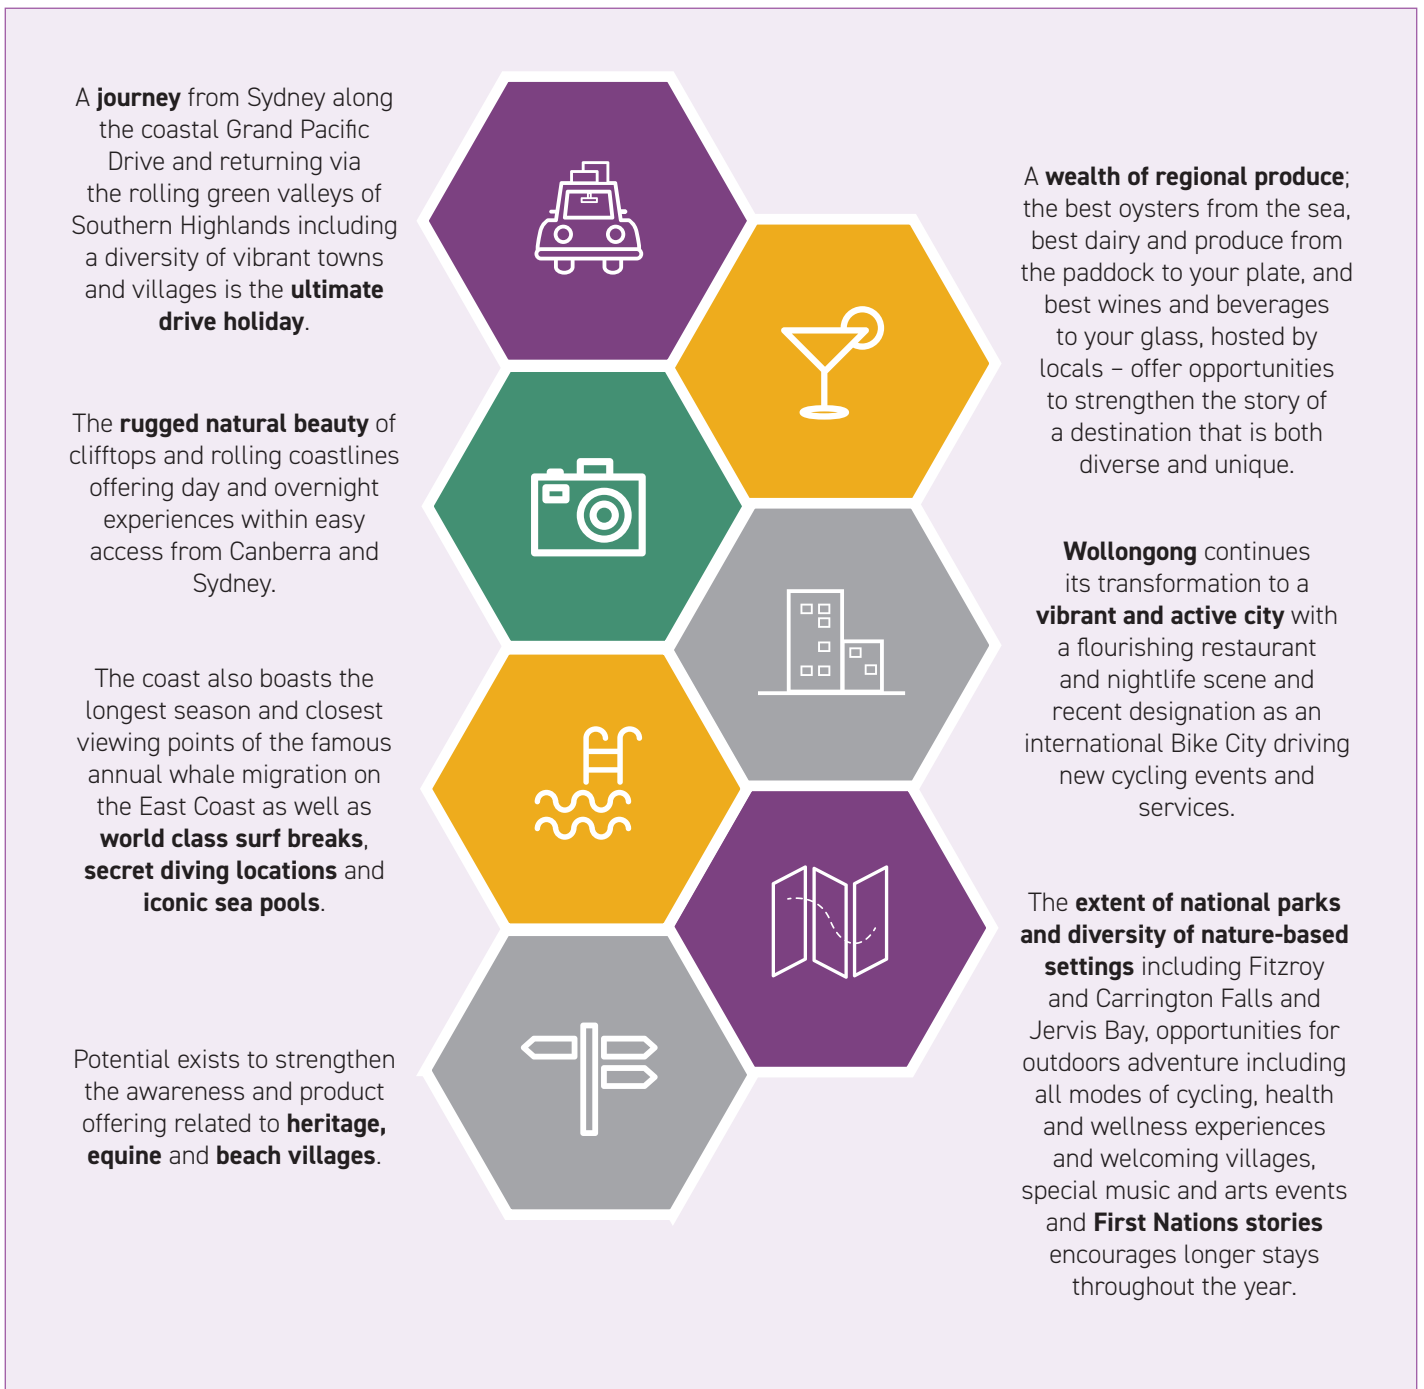 A journey from Sydney along
the coastal Grand Pacific
Drive and returning via
the rolling green valleys of
Southern Highlands including
a diversity of vibrant towns
and villages is the ultimate
drive holiday.
The rugged natural beauty of
clifftops and rolling coastlines
offering day and overnight
experiences within easy
access from Canberra and
Sydney.
The coast also boasts the
longest season and closest
viewing points of the famous
annual whale migration on
the East Coast as well as
world class surf breaks,
secret diving locations and
iconic sea pools.
Potential exists to strengthen
the awareness and product
offering related to heritage,
equine and beach villages.
A wealth of regional produce;
the best oysters from the sea,
best dairy and produce from
the paddock to your plate, and
best wines and beverages
to your glass, hosted by
locals – offer opportunities
to strengthen the story of
a destination that is both
diverse and unique.
Wollongong continues
its transformation to a
vibrant and active city with
a flourishing restaurant
and nightlife scene and
recent designation as an
international Bike City driving
new cycling events and
services.
The extent of national parks
and diversity of nature-based
settings including Fitzroy
and Carrington Falls and
Jervis Bay, opportunities for
outdoors adventure including
all modes of cycling, health
and wellness experiences
and welcoming villages,
special music and arts events
and First Nations stories
encourages longer stays
throughout the year.